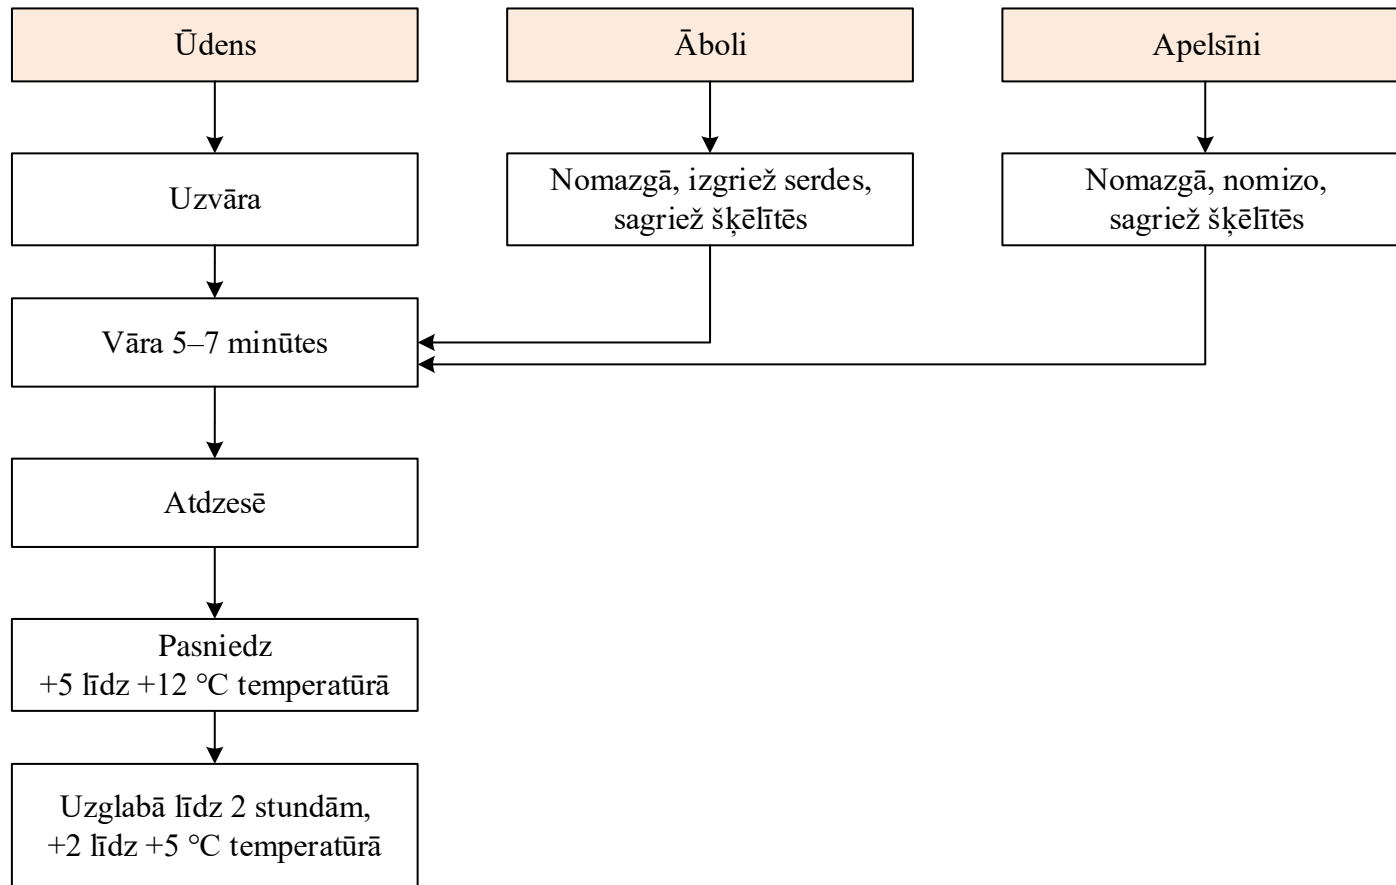 Ūdens
Āboli
Apelsīni
Uzvāra
Nomazgā, izgriež serdes,
sagriež šķēlītēs
Nomazgā, nomizo,
sagriež šķēlītēs
Vāra 5–7 minūtes
Atdzesē
Pasniedz
+5 līdz +12 °C temperatūrā
Uzglabā līdz 2 stundām,
+2 līdz +5 °C temperatūrā